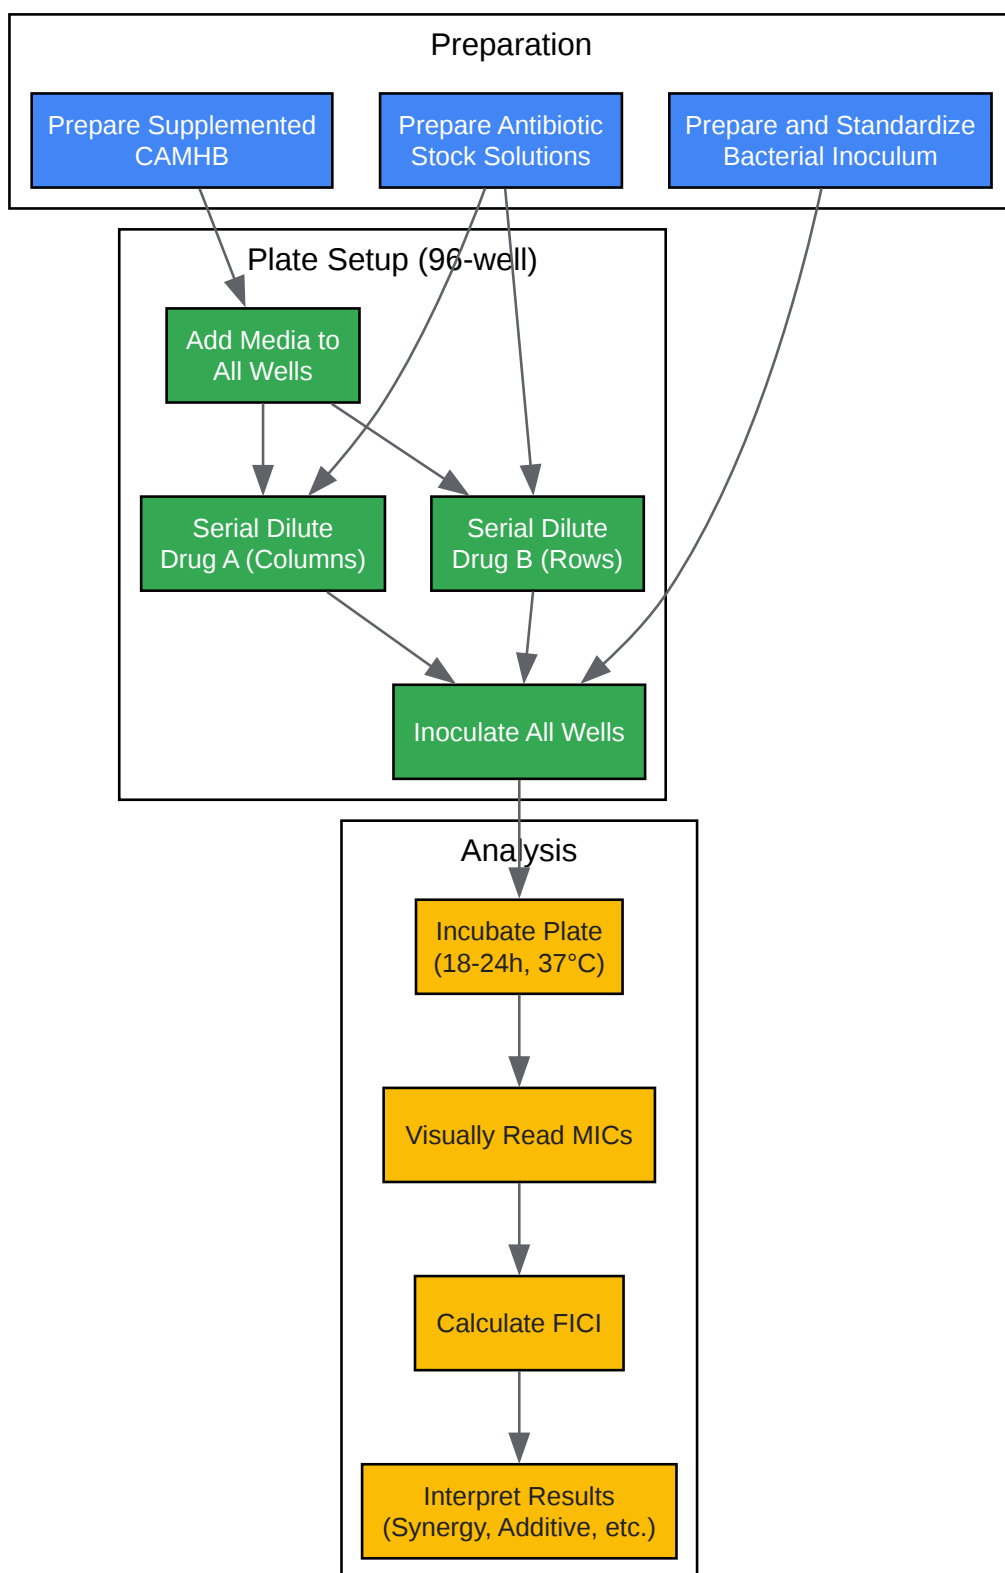 Preparation
Prepare Supplemented
CAMHB
Prepare Antibiotic
Stock Solutions
Prepare and Standardize
Bacterial Inoculum
Plate Setup (96-well)
Add Media to
All Wells
Serial Dilute
Drug A (Columns)
Serial Dilute
Drug B (Rows)
Inoculate All Wells
Analysis
Incubate Plate
(18-24h, 37°C)
Visually Read MICs
Calculate FICI
Interpret Results
(Synergy, Additive, etc.)